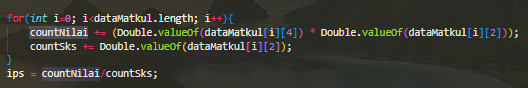 for(int i=0; i<dataMatkul.length; i++){
countNilai += (Double.valueOf(dataMatkul[i][4]) * Double.valueOf(dataMatkul[i][2]));
countSks += Double.valueOf(dataMatkul[i][2]);
}
ips = countNilai/countSks;